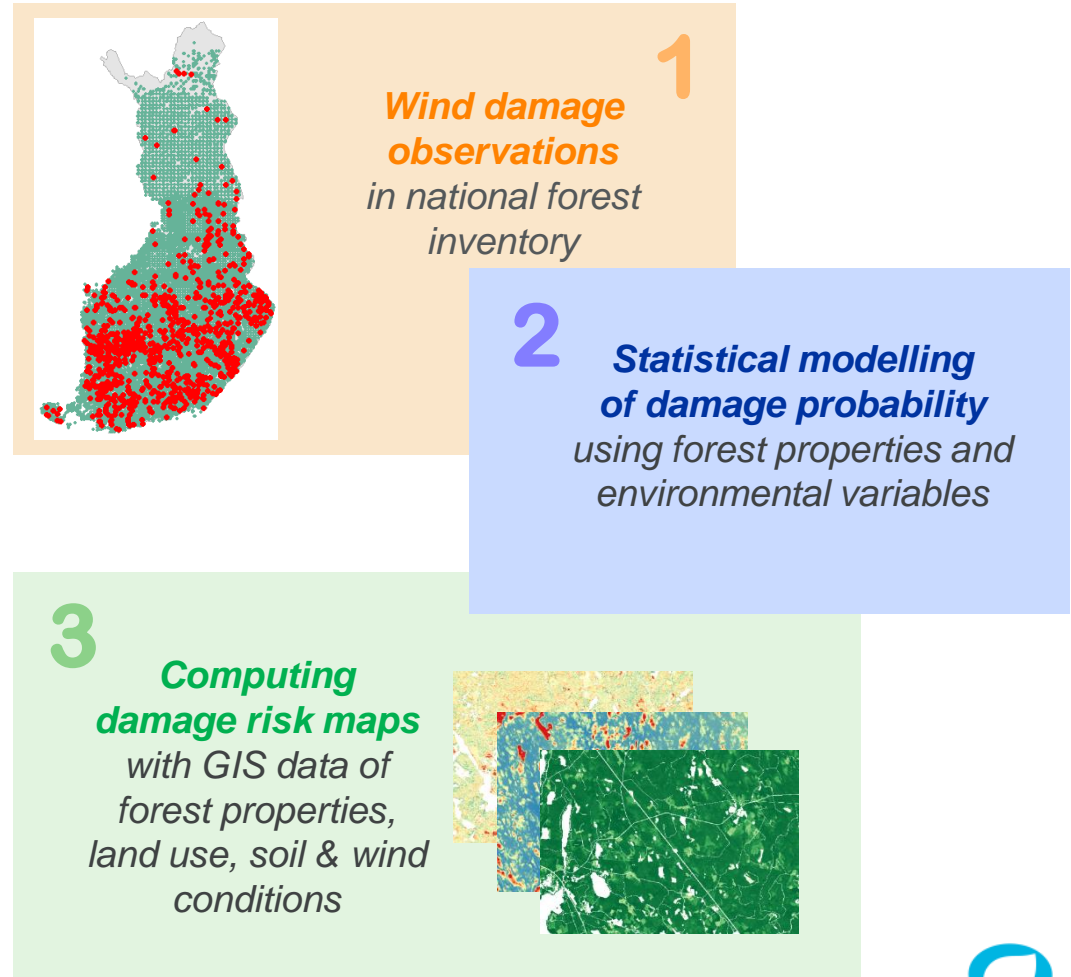 1
Wind damage
observations
in national forest
inventory
2
Statistical modelling
of damage probability
using forest properties and
environmental variables
3
Computing
damage risk maps
with GIS data of
forest properties,
land use, soil & wind
conditions